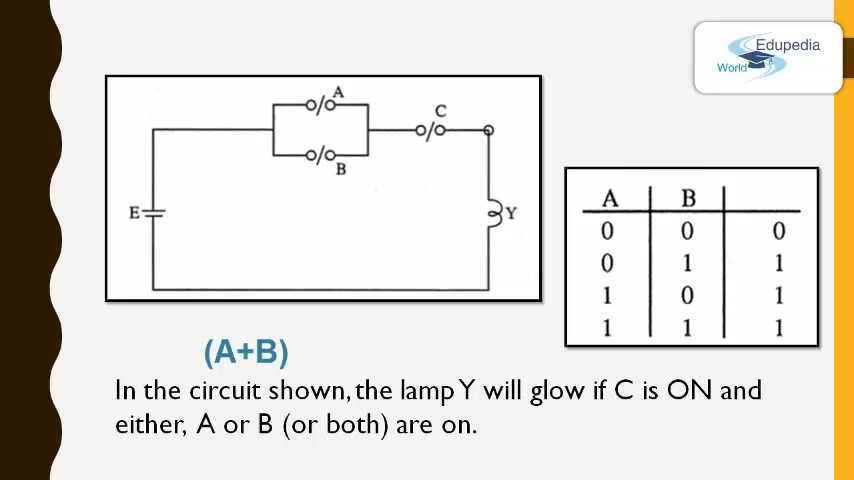 Edupedia
World
A
C
B
E
Y
A B
0 0 0
0 1 1
1 0 1
1 1 1
(A+B)
In the circuit shown, the lamp Y will glow if C is ON and
either, A or B (or both) are on.